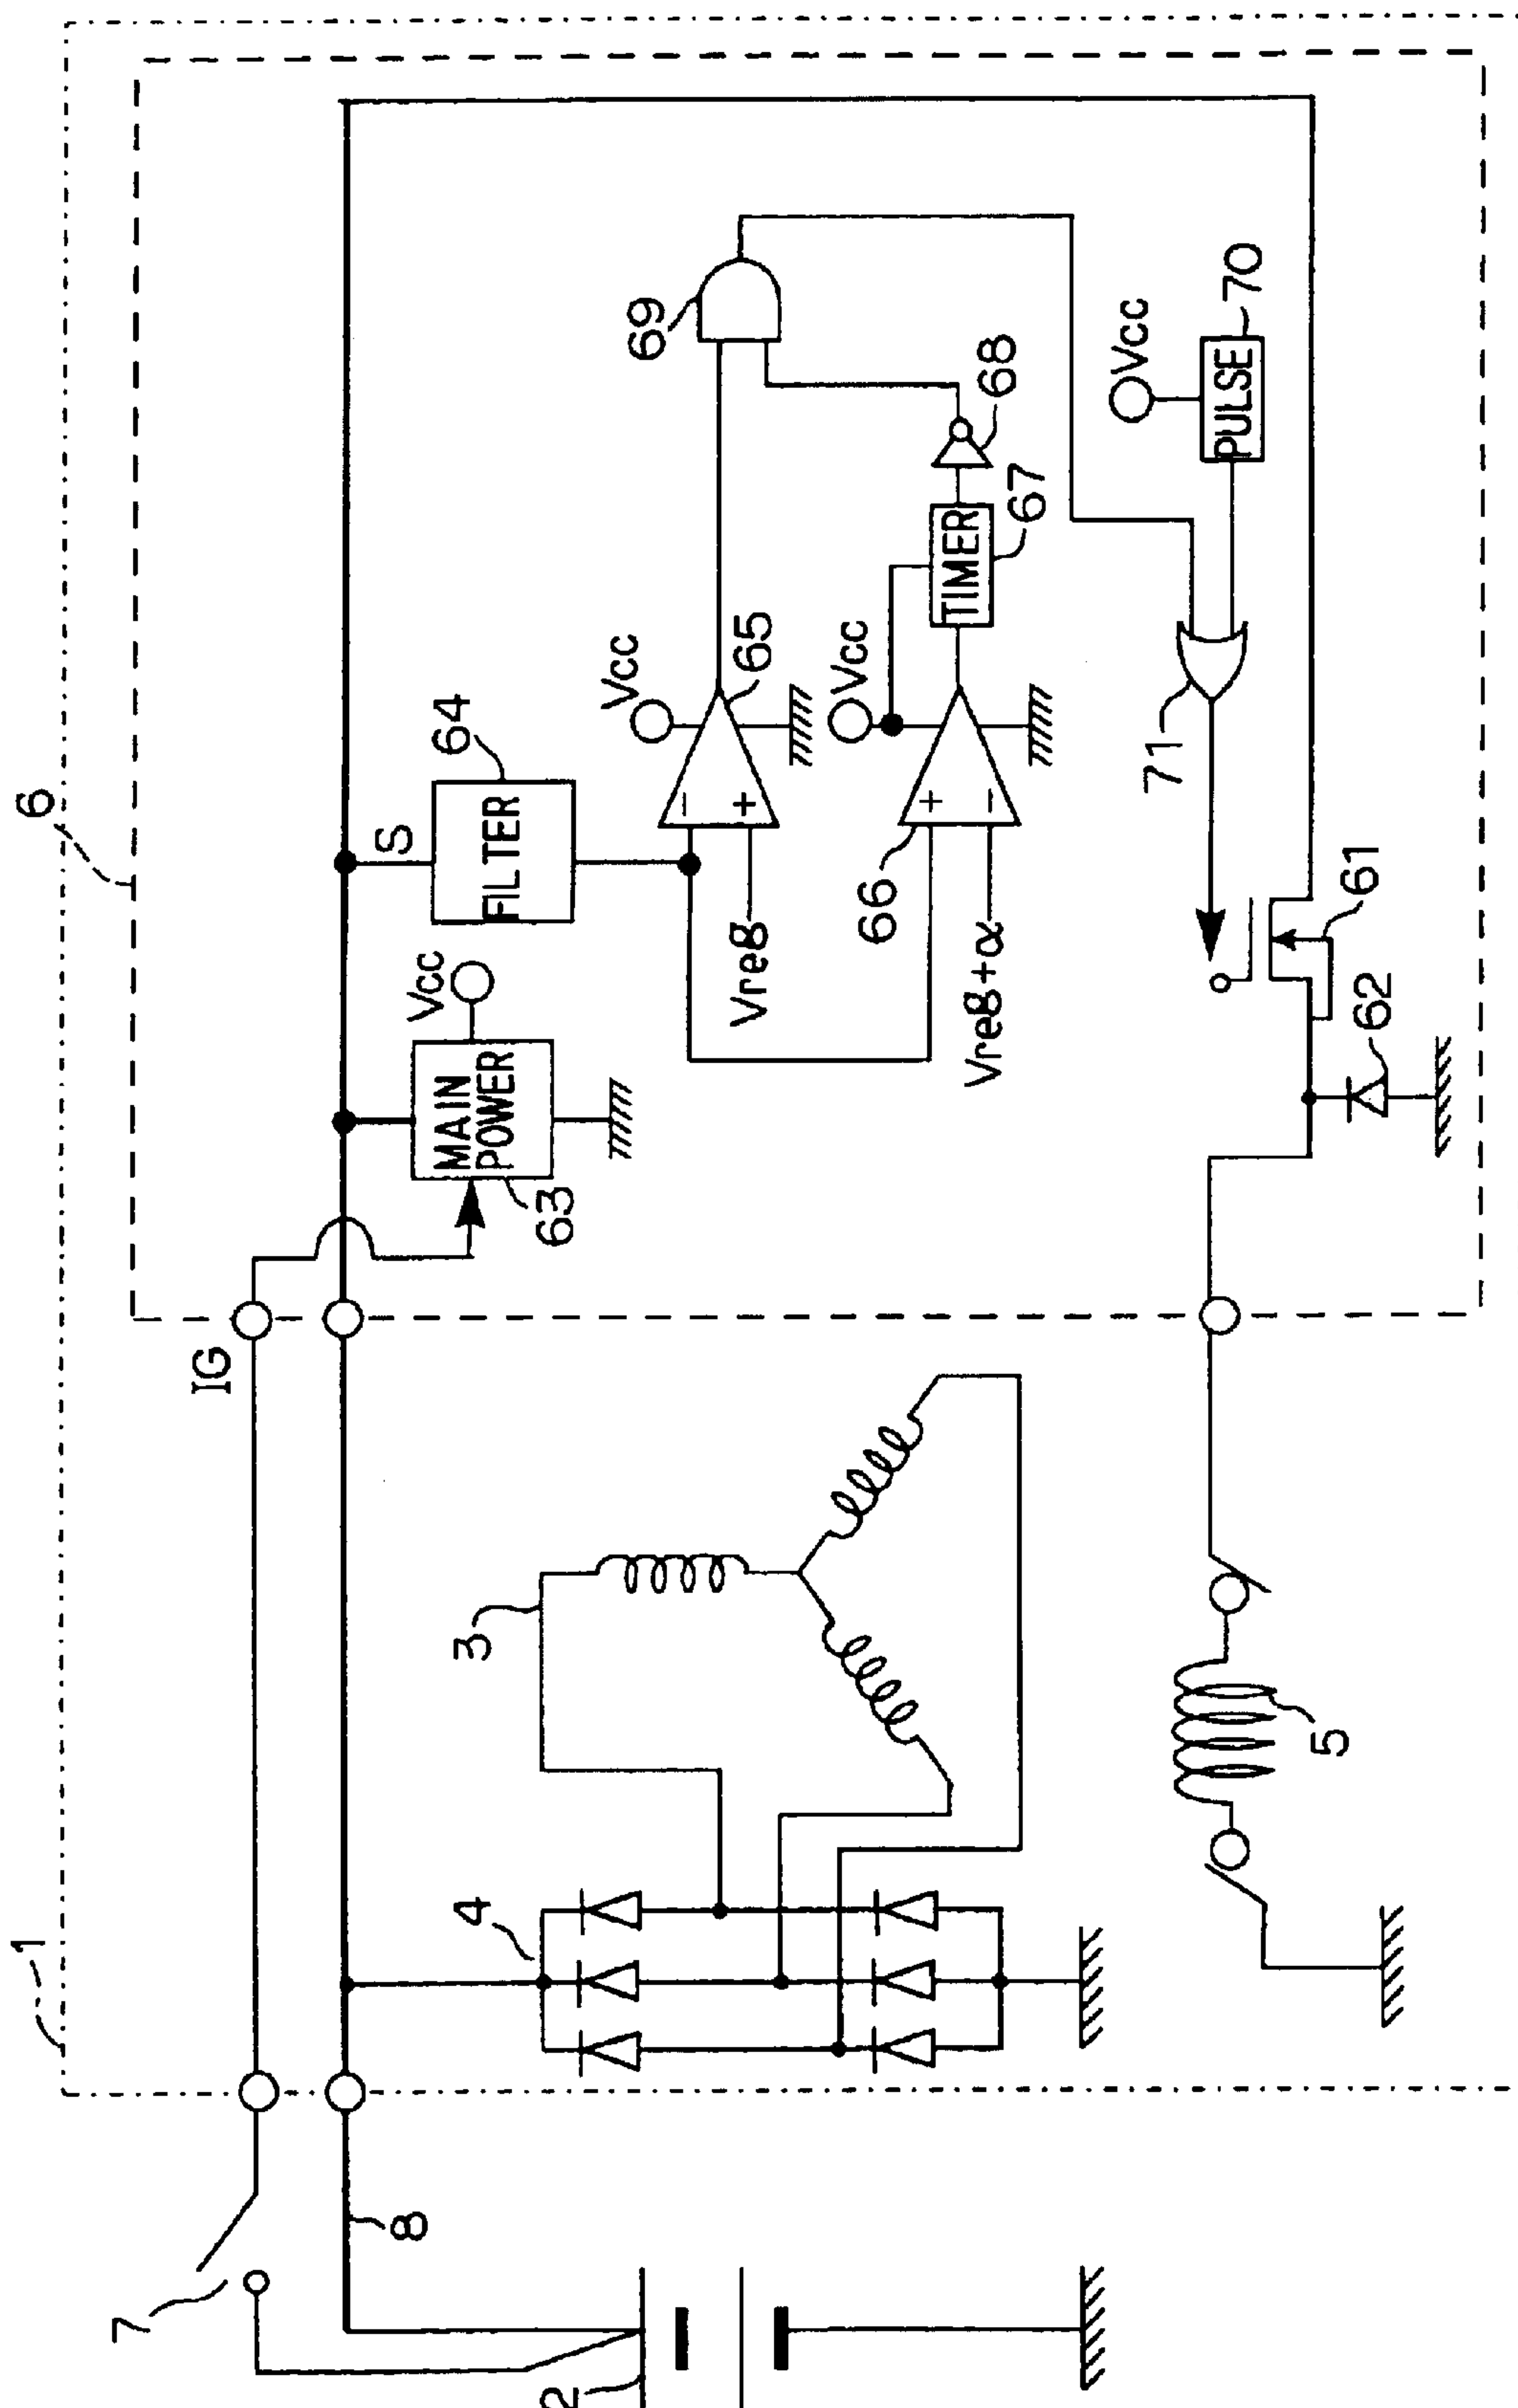 1
6
7
IG
8
2
4
3
5
MAIN
POWER
63
Vcc
S
FILTER
64
Vcc
65
Vreg
66
Vreg+α
Vcc
TIMER
67
68
69
Vcc
PULSE
70
71
61
62